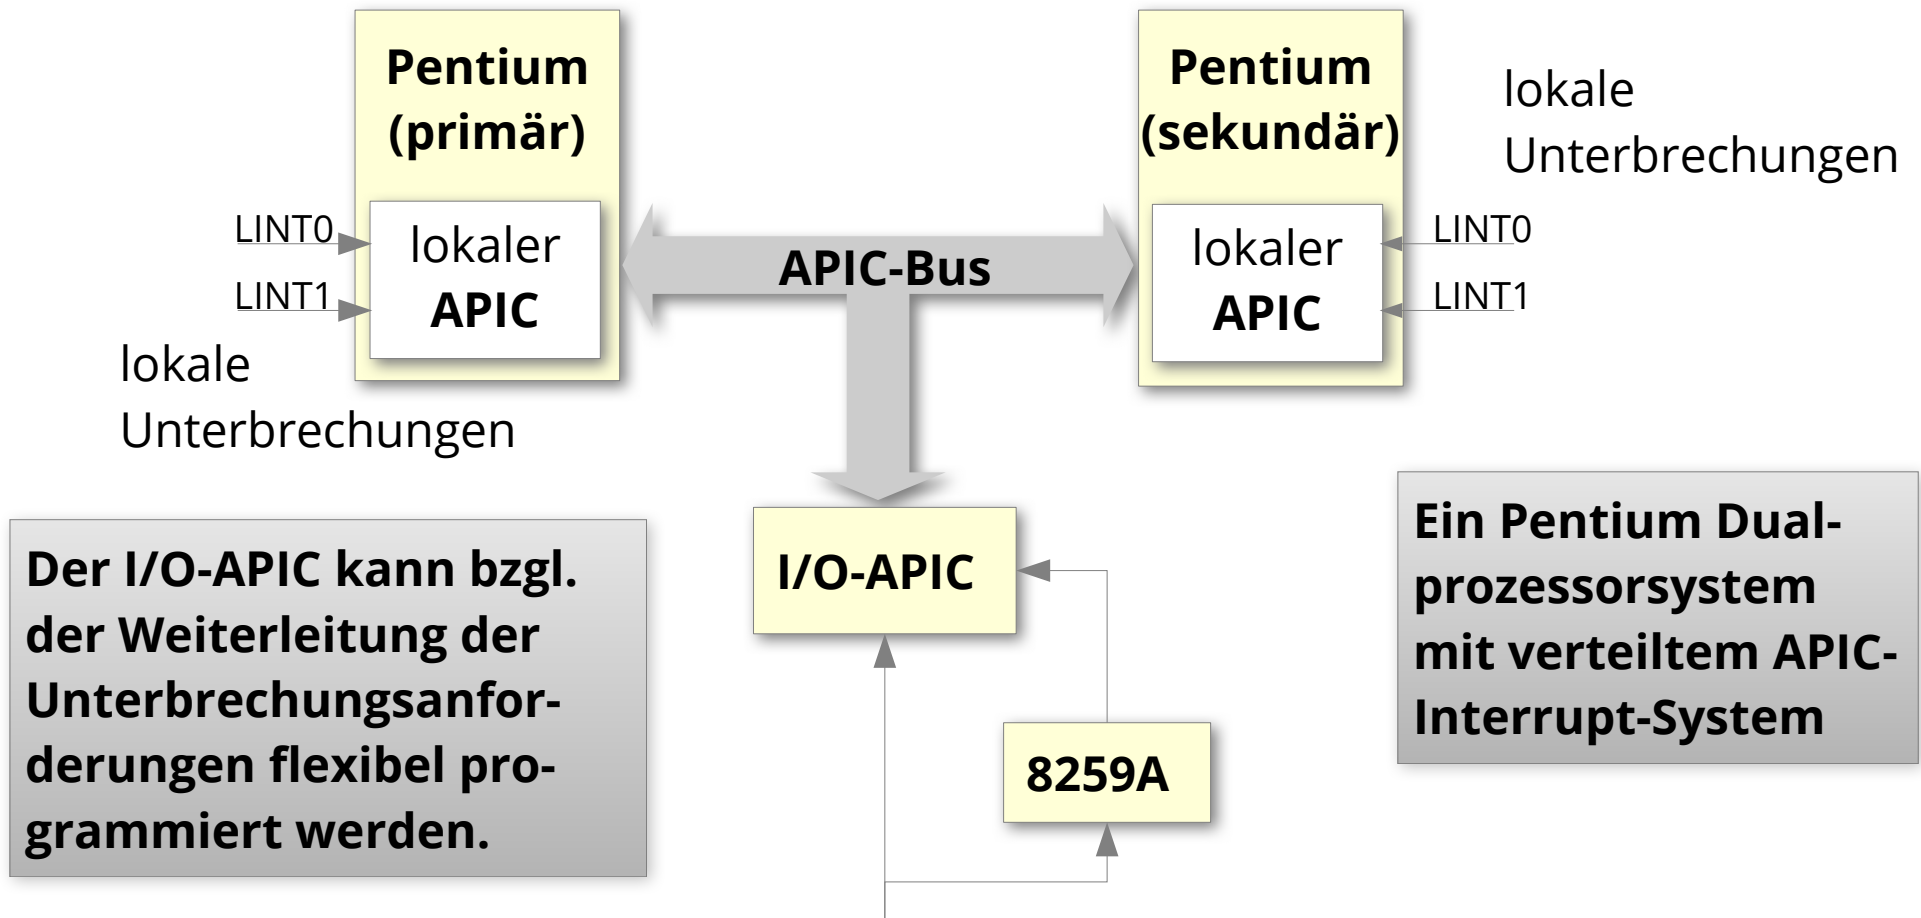 Pentium
(primär)
LINT0
lokaler
LINT1
APIC
lokale
Unterbrechungen
APIC-Bus
Pentium
(sekundär)
lokaler
APIC
LINT0
LINT1
lokale
Unterbrechungen
I/O-APIC
8259A
Der I/O-APIC kann bzgl.
der Weiterleitung der
Unterbrechungsanfor-
derungen flexibel pro-
grammiert werden.
Ein Pentium Dual-
prozessorsystem
mit verteiltem APIC-
Interrupt-System